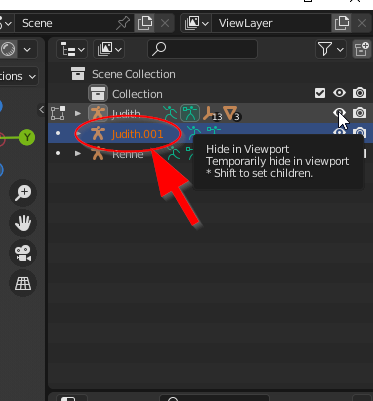 Scene
ViewLayer
ions
Scene Collection
Collection
Judith
13
3
Judith.001
Renne
Y
Hide in Viewport
Temporarily hide in viewport
* Shift to set children.